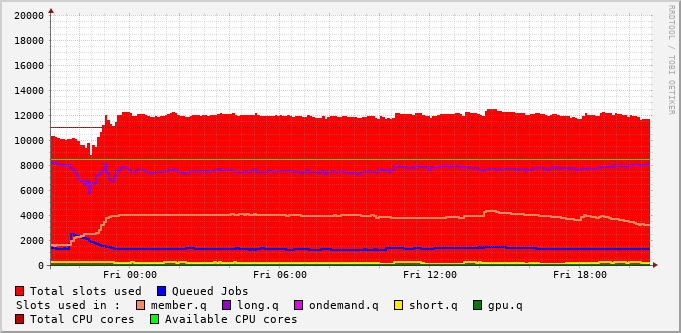 20000
18000
16000
14000
12000
10000
8000
6000
4000
2000
0
Fri 00:00 Fri 06:00 Fri 12:00 Fri 18:00
RRDTOOL / TOBI OETIKER
Total slots used Queued Jobs
Slots used in : member.q long.q ondemand.q short.q gpu.q
Total CPU cores Available CPU cores